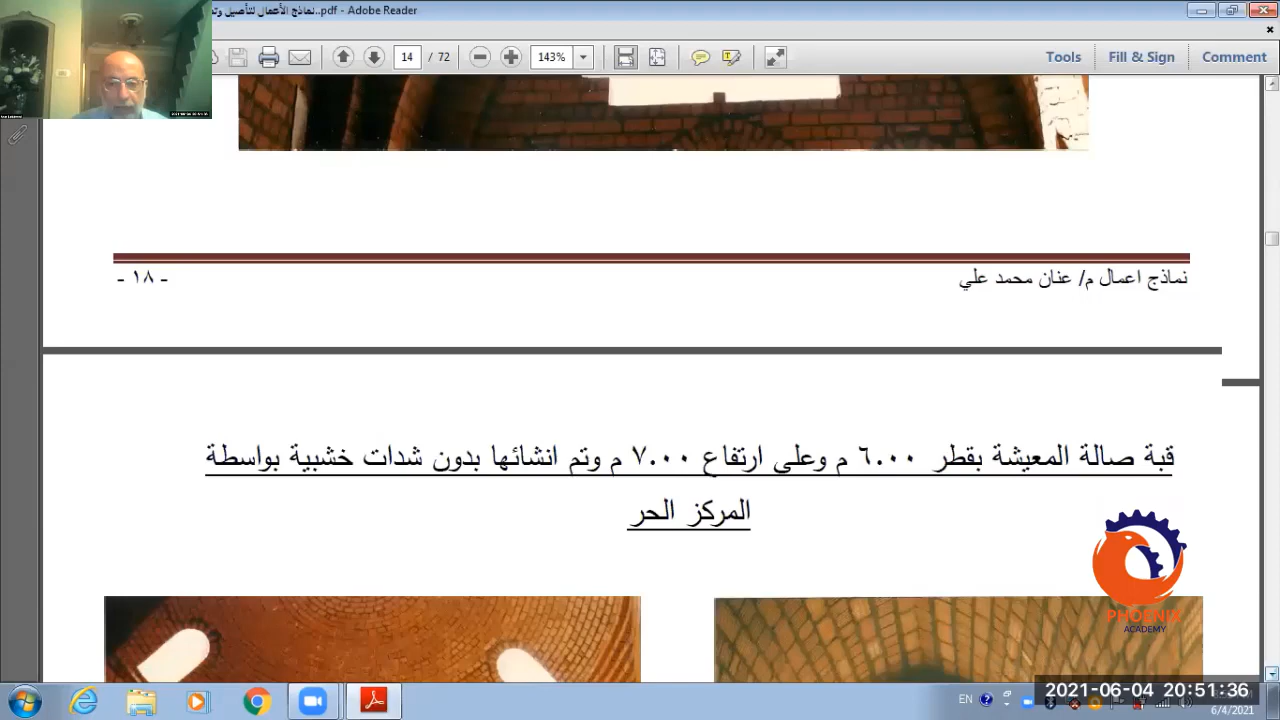 نماذج الأعمال لتأصيل وتم...pdf - Adobe Reader
14 / 72
143%
Tools
Fill & Sign
Comment
نماذج اعمال م/ عنان محمد علي
- ١٨ -
قبة صالة المعيشة بقطر ٦.٠٠ م وعلى ارتفاع ٧.٠٠ م وتم انشائها بدون شدات خشبية بواسطة
المركز الحر
PHOENIX
ACADEMY
EN
2021-06-04 20:51:36
6/4/2021